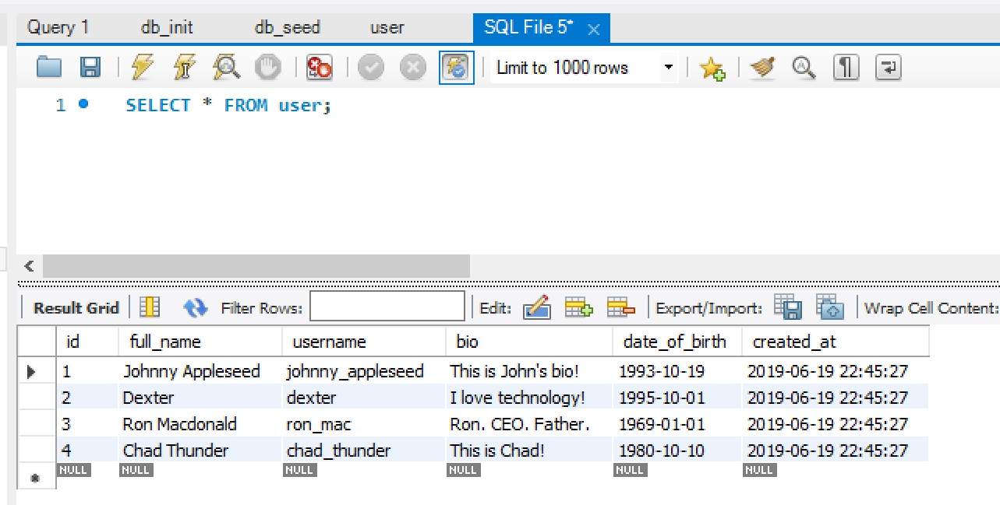 Query 1 db_init db_seed user SQL File 5*
Limit to 1000 rows
1 SELECT * FROM user;
Result Grid Filter Rows: Edit: Export/Import: Wrap Cell Content:
id full_name username bio date_of_birth created_at
1 Johnny Appleseed johnny_appleseed This is John's bio! 1993-10-19 2019-06-19 22:45:27
2 Dexter dexter I love technology! 1995-10-01 2019-06-19 22:45:27
3 Ron Macdonald ron_mac Ron. CEO. Father. 1969-01-01 2019-06-19 22:45:27
4 Chad Thunder chad_thunder This is Chad! 1980-10-10 2019-06-19 22:45:27
NULL NULL NULL NULL NULL NULL